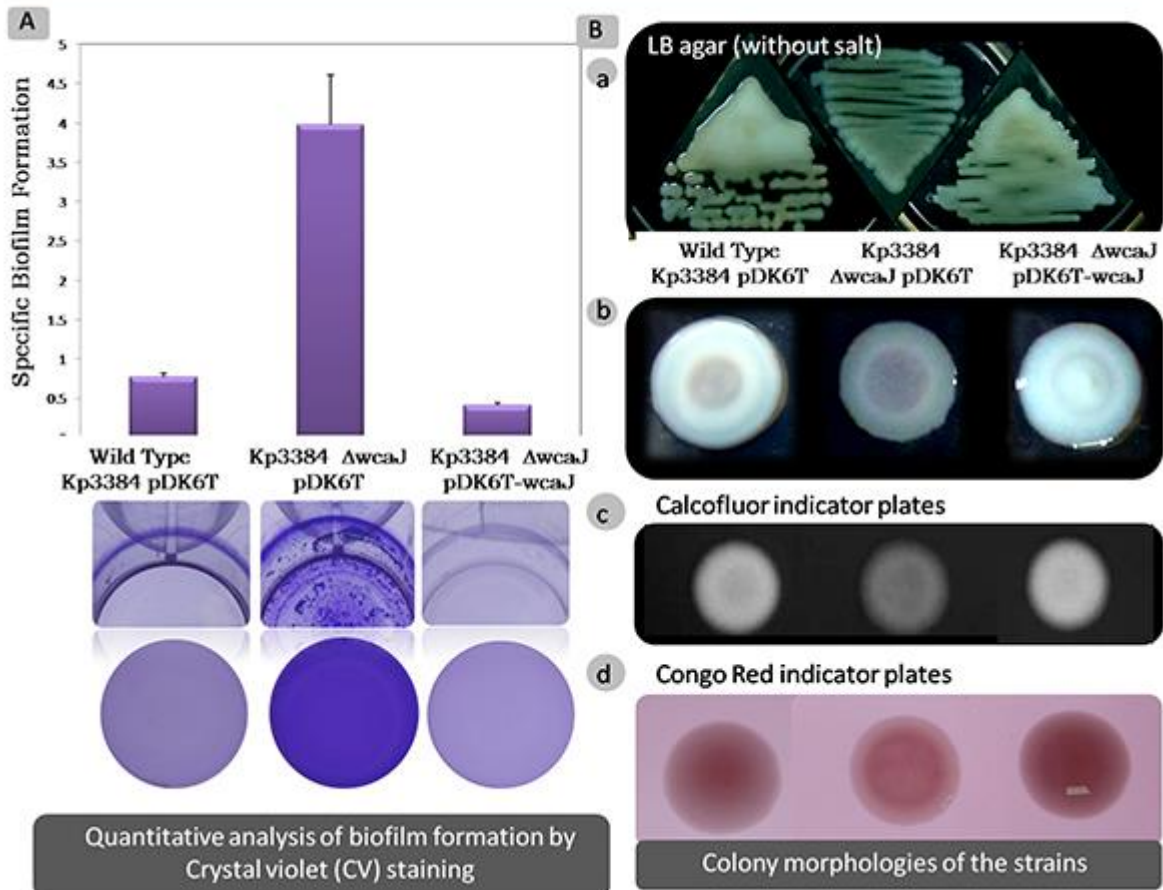 A
5
4.5
4
3.5
3
2.5
2
1.5
1
0.5
-
Specific Biofilm Formation
Wild Type
Kp3384 pDK6T
Kp3384 ΔwcaJ
pDK6T
Kp3384 ΔwcaJ
pDK6T-wcaJ
Quantitative analysis of biofilm formation by
Crystal violet (CV) staining
B
a
LB agar (without salt)
Wild Type
Kp3384 pDK6T
Kp3384
ΔwcaJ pDK6T
Kp3384 ΔwcaJ
pDK6T-wcaJ
b
c
Calcofluor indicator plates
d
Congo Red indicator plates
Colony morphologies of the strains